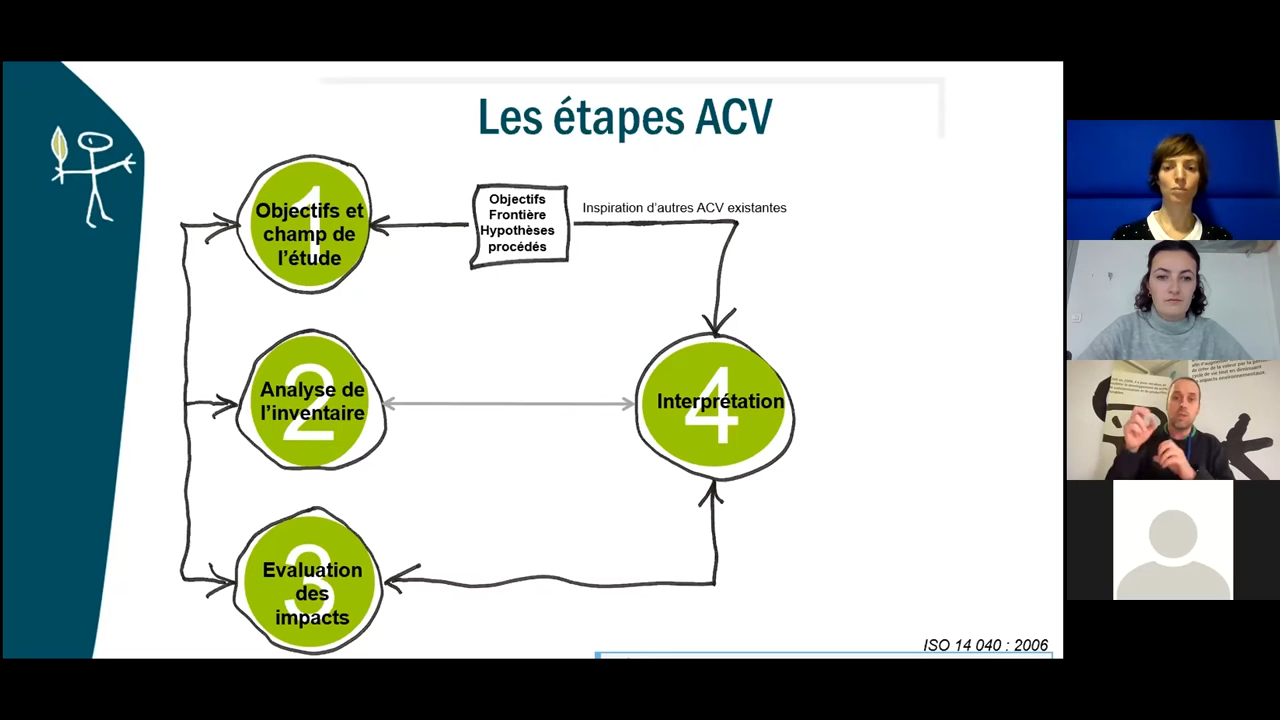 Les étapes ACV
1
Objectifs et
champ de
l'étude
Objectifs
Frontière
Hypothèses
procédés
Inspiration d'autres ACV existantes
2
Analyse de
l'inventaire
4
Interprétation
3
Evaluation
des
impacts
ISO 14 040 : 2006